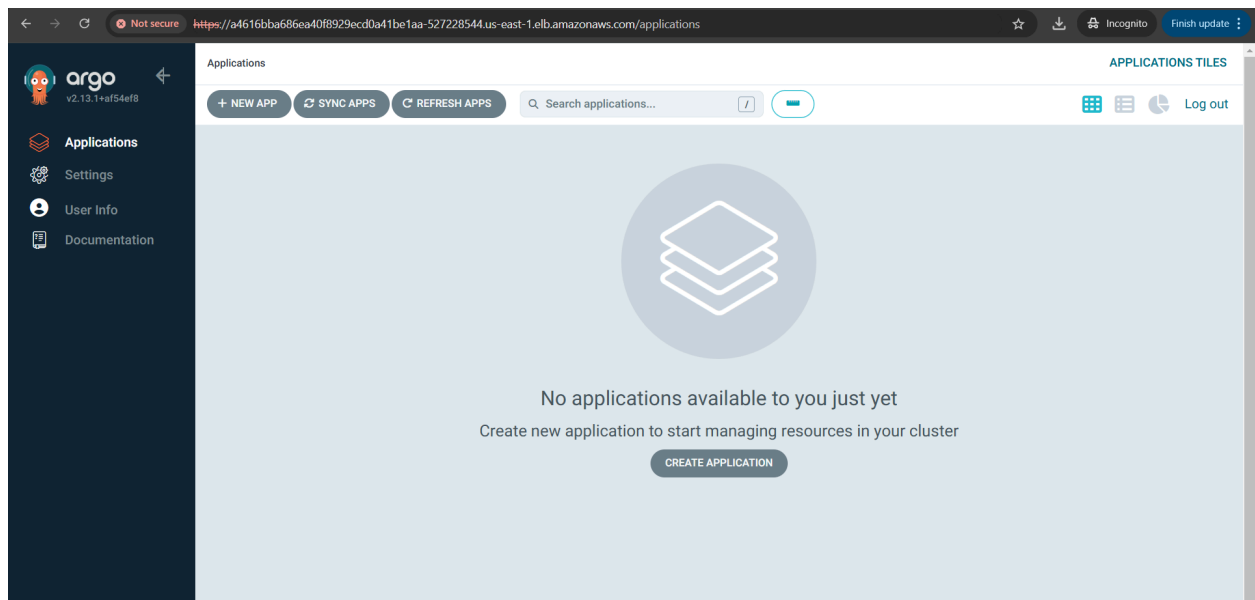 Not secure https://a4616bba686ea40f8929ecd0a41be1aa-527228544.us-east-1.elb.amazonaws.com/applications Incognito Finish update
argo
v2.13.1+af54ef8
Applications
Settings
User Info
Documentation
Applications APPLICATIONS TILES
+ NEW APP SYNC APPS REFRESH APPS Search applications... / Log out
No applications available to you just yet
Create new application to start managing resources in your cluster
CREATE APPLICATION